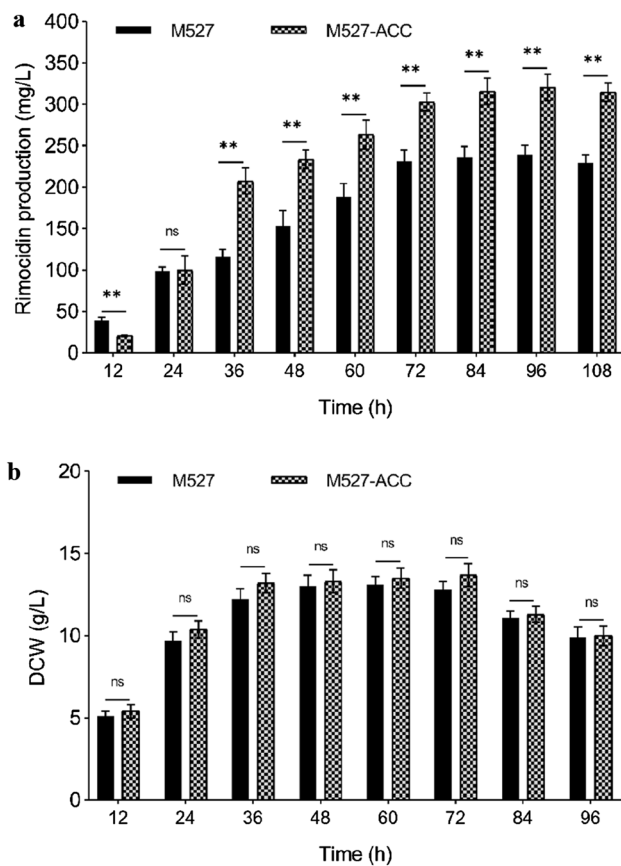 a
M527
M527-ACC
Rimocidin production (mg/L)
400
350
300
250
200
150
100
50
0
**
ns
**
**
**
**
**
**
**
12
24
36
48
60
72
84
96
108
Time (h)
b
M527
M527-ACC
DCW (g/L)
20
15
10
5
0
ns
ns
ns
ns
ns
ns
ns
ns
12
24
36
48
60
72
84
96
Time (h)